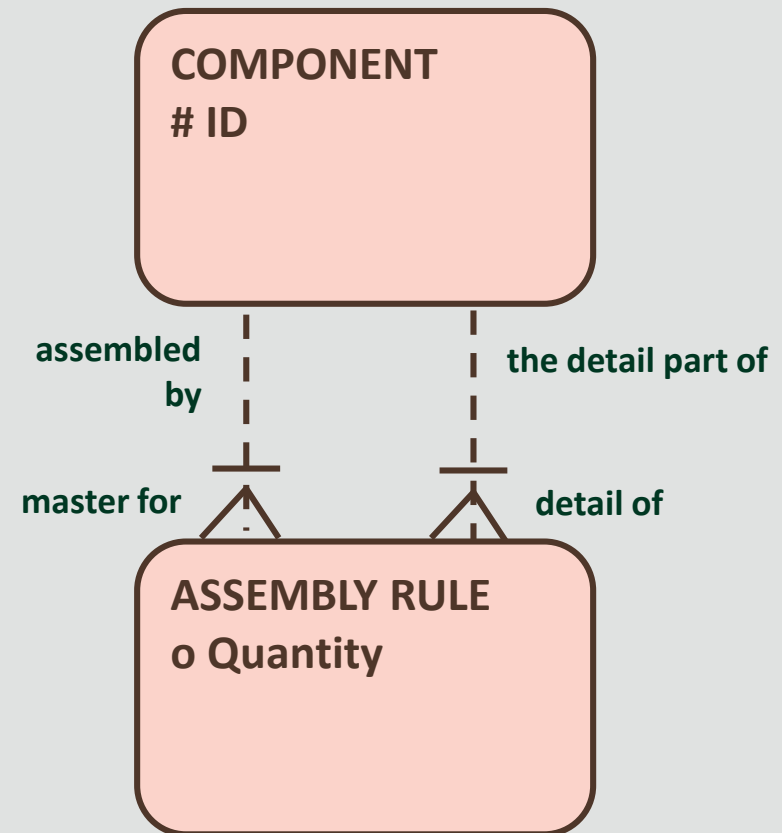 COMPONENT
# ID
assembled
by
the detail part of
master for
detail of
ASSEMBLY RULE
o Quantity